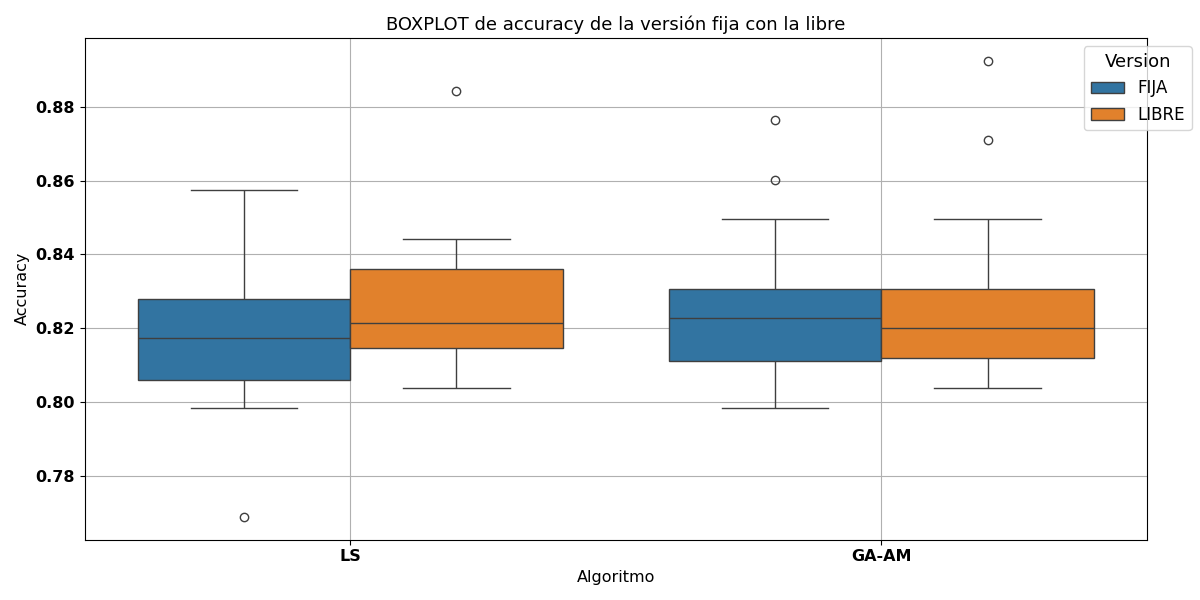 BOXPLOT de accuracy de la versión fija con la libre
Version
FIJA
LIBRE
0.88
0.86
0.84
0.82
0.80
0.78
Accuracy
LS
GA-AM
Algoritmo